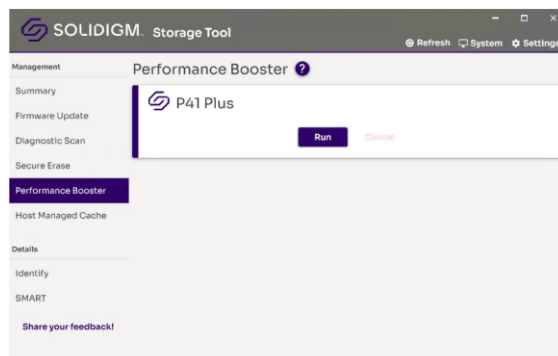 SOLIDIGM™ Storage Tool
Refresh System Settings
Management
Summary
Firmware Update
Diagnostic Scan
Secure Erase
Performance Booster
Host Managed Cache
Details
Identify
SMART
Share your feedback!
Performance Booster ?
P41 Plus
Run Cancel